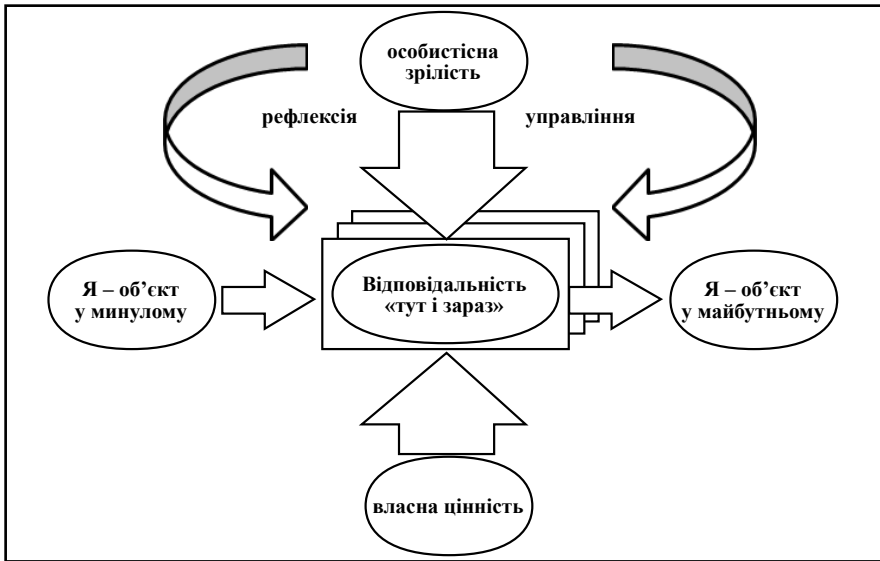 особистісна
зрілість
рефлексія
управління
Я – об’єкт
у минулому
Відповідальність
«тут і зараз»
Я – об’єкт
у майбутньому
власна цінність